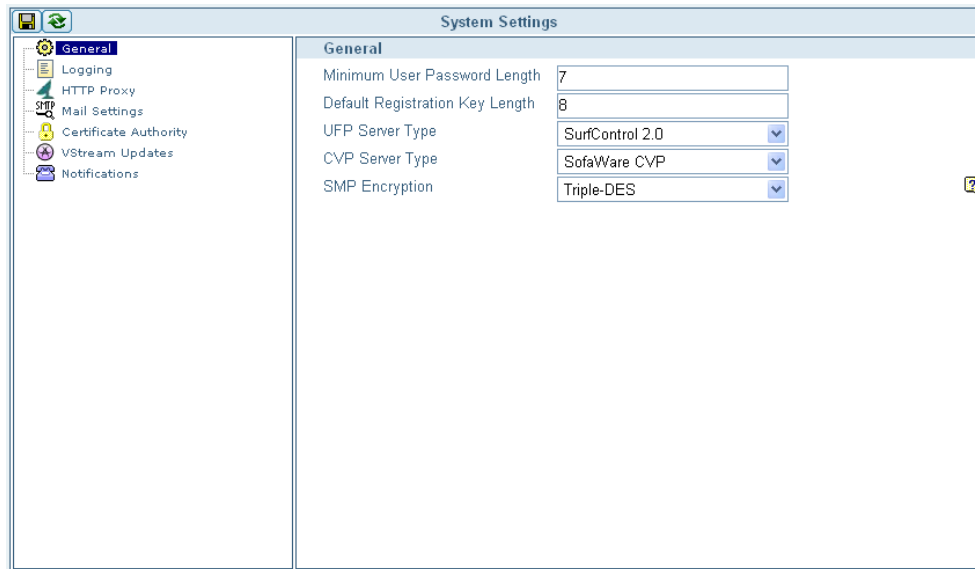 System Settings
General
Logging
HTTP Proxy
SMTP Mail Settings
Certificate Authority
VStream Updates
Notifications
General
Minimum User Password Length 7
Default Registration Key Length 8
UFP Server Type SurfControl 2.0
CVP Server Type SofaWare CVP
SMP Encryption Triple-DES
?